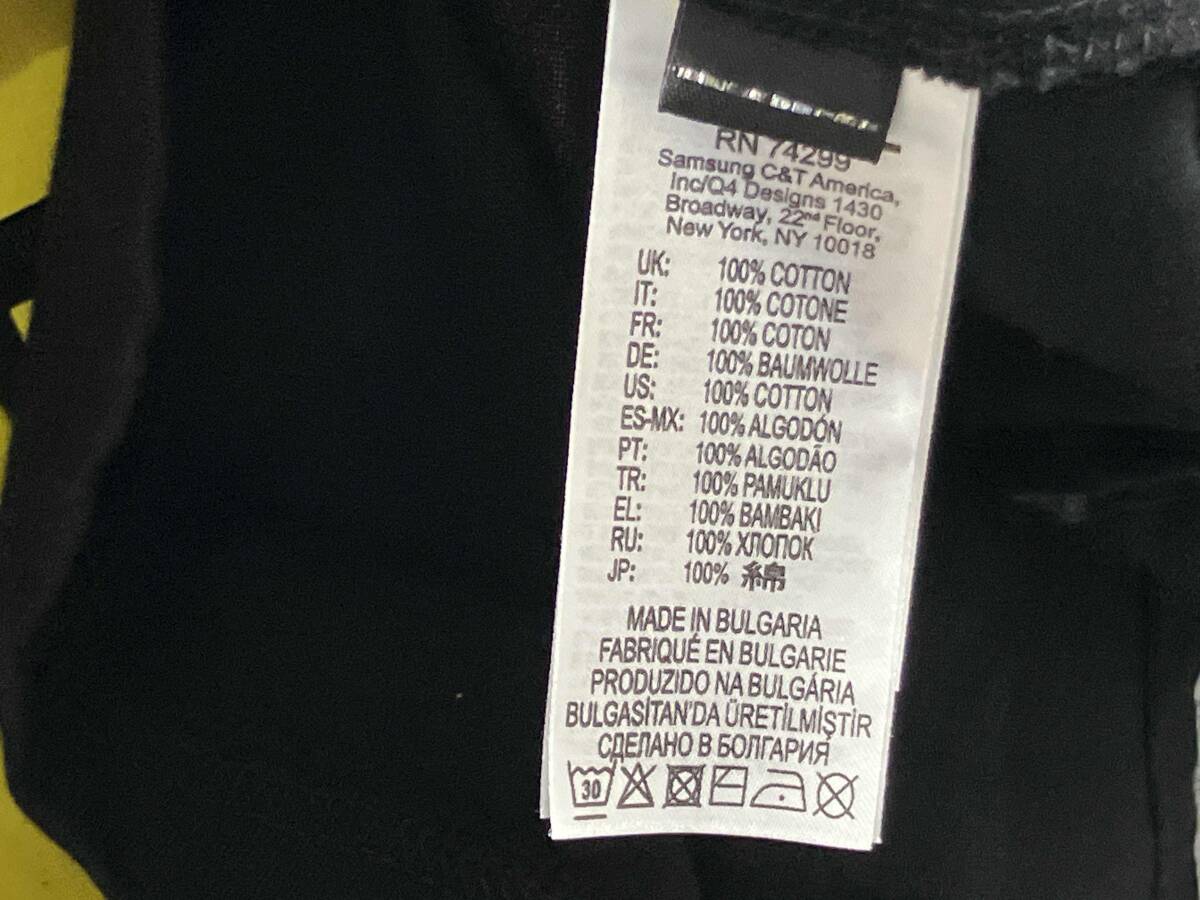 RN 74299
Samsung C&T America,
Inc/Q4 Designs 1430
Broadway, 22nd Floor,
New York, NY 10018
UK: 100% COTTON
IT: 100% COTONE
FR: 100% COTON
DE: 100% BAUMWOLLE
US: 100% COTTON
ES-MX: 100% ALGODÓN
PT: 100% ALGODÃO
TR: 100% PAMUKLU
EL: 100% BAMBAKI
RU: 100% ХЛОПОК
JP: 100% 綿
MADE IN BULGARIA
FABRIQUÉ EN BULGARIE
PRODUZIDO NA BULGÁRIA
BULGASİTAN'DA ÜRETİLMİŞTİR
СДЕЛАНО В БОЛГАРИЯ
30